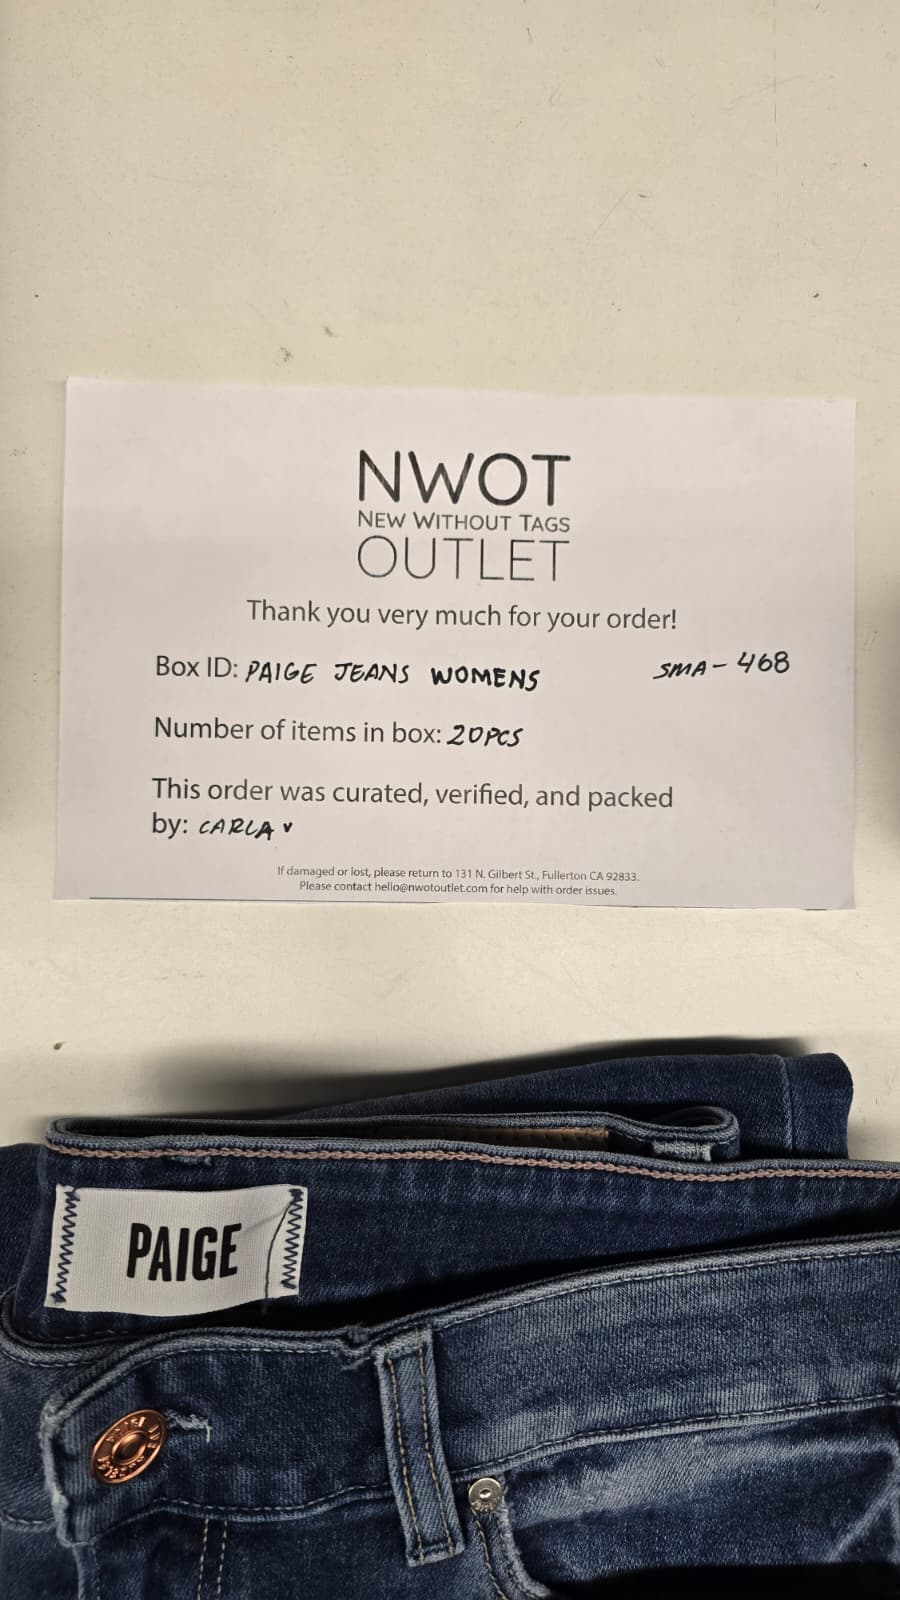 NWOT
NEW WITHOUT TAGS
OUTLET
Thank you very much for your order!
Box ID: PAIGE JEANS WOMENS SMA-468
Number of items in box: 20PCS
This order was curated, verified, and packed
by: CARLA
If damaged or lost, please return to 131 N. Gilbert St., Fullerton CA 92833.
Please contact hello@nwotoutlet.com for help with order issues.
PAIGE